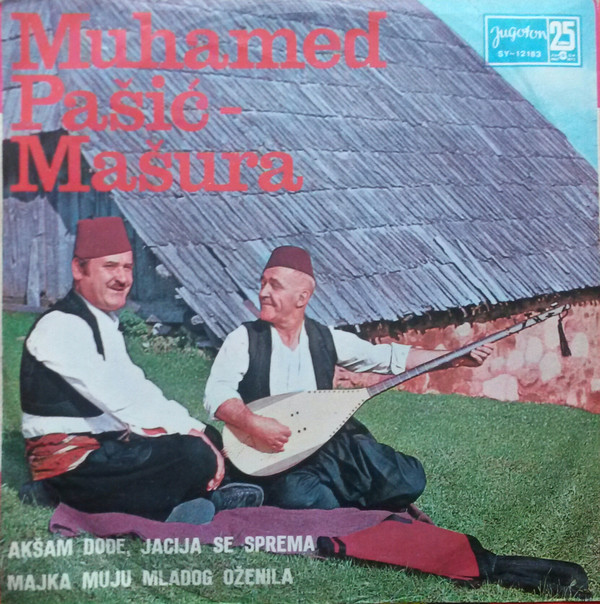 Muhamed
Pašić-
Mašura
Jugoton
SY-12163
25
AKŠAM DOĐE, JACIJA SE SPREMA
MAJKA MUJU MLADOG OŽENILA